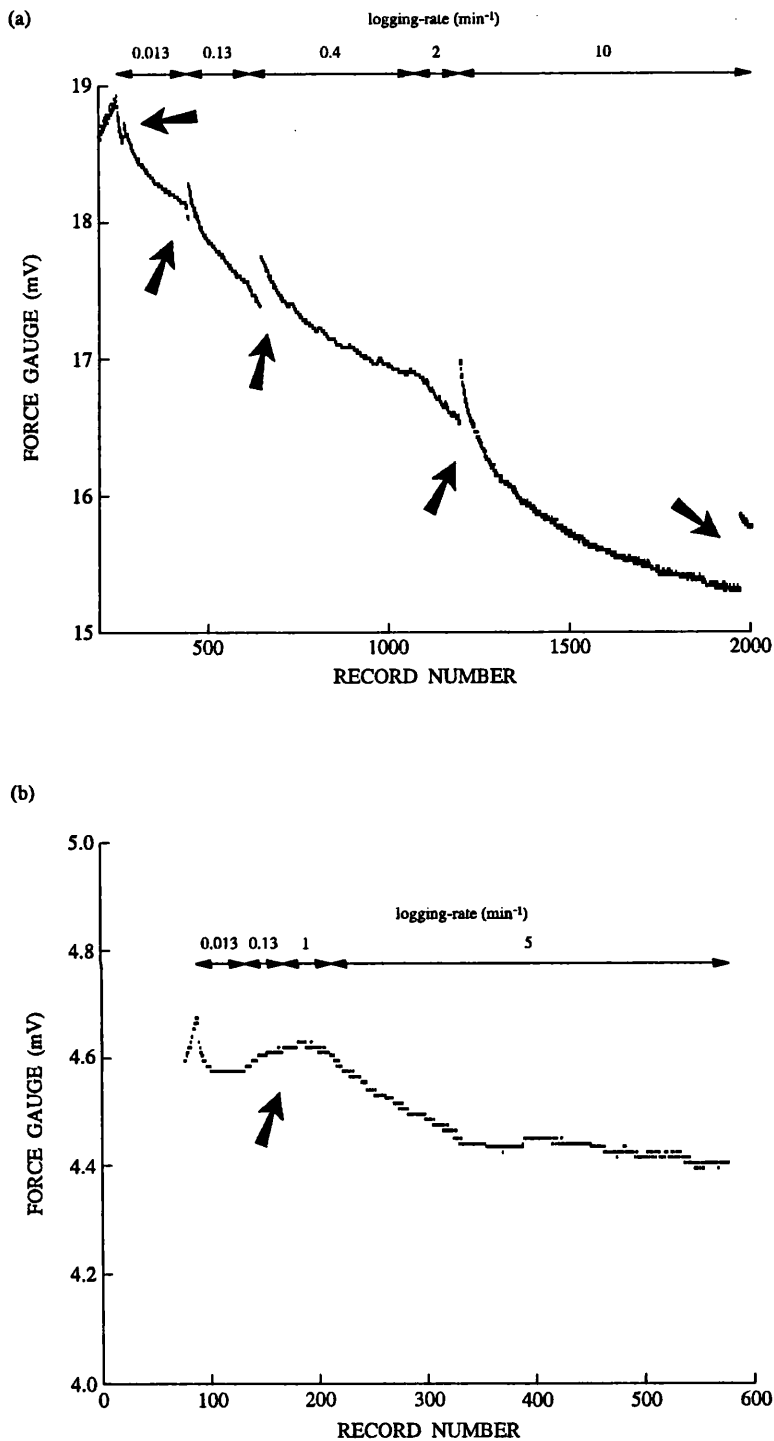 (a)
logging-rate (min⁻¹)
0.013 0.13 0.4 2 10
19
18
17
16
15
FORCE GAUGE (mV)
500 1000 1500 2000
RECORD NUMBER
(b)
5.0
logging-rate (min⁻¹)
0.013 0.13 1 5
4.8
4.6
4.4
4.2
4.0
FORCE GAUGE (mV)
0 100 200 300 400 500 600
RECORD NUMBER